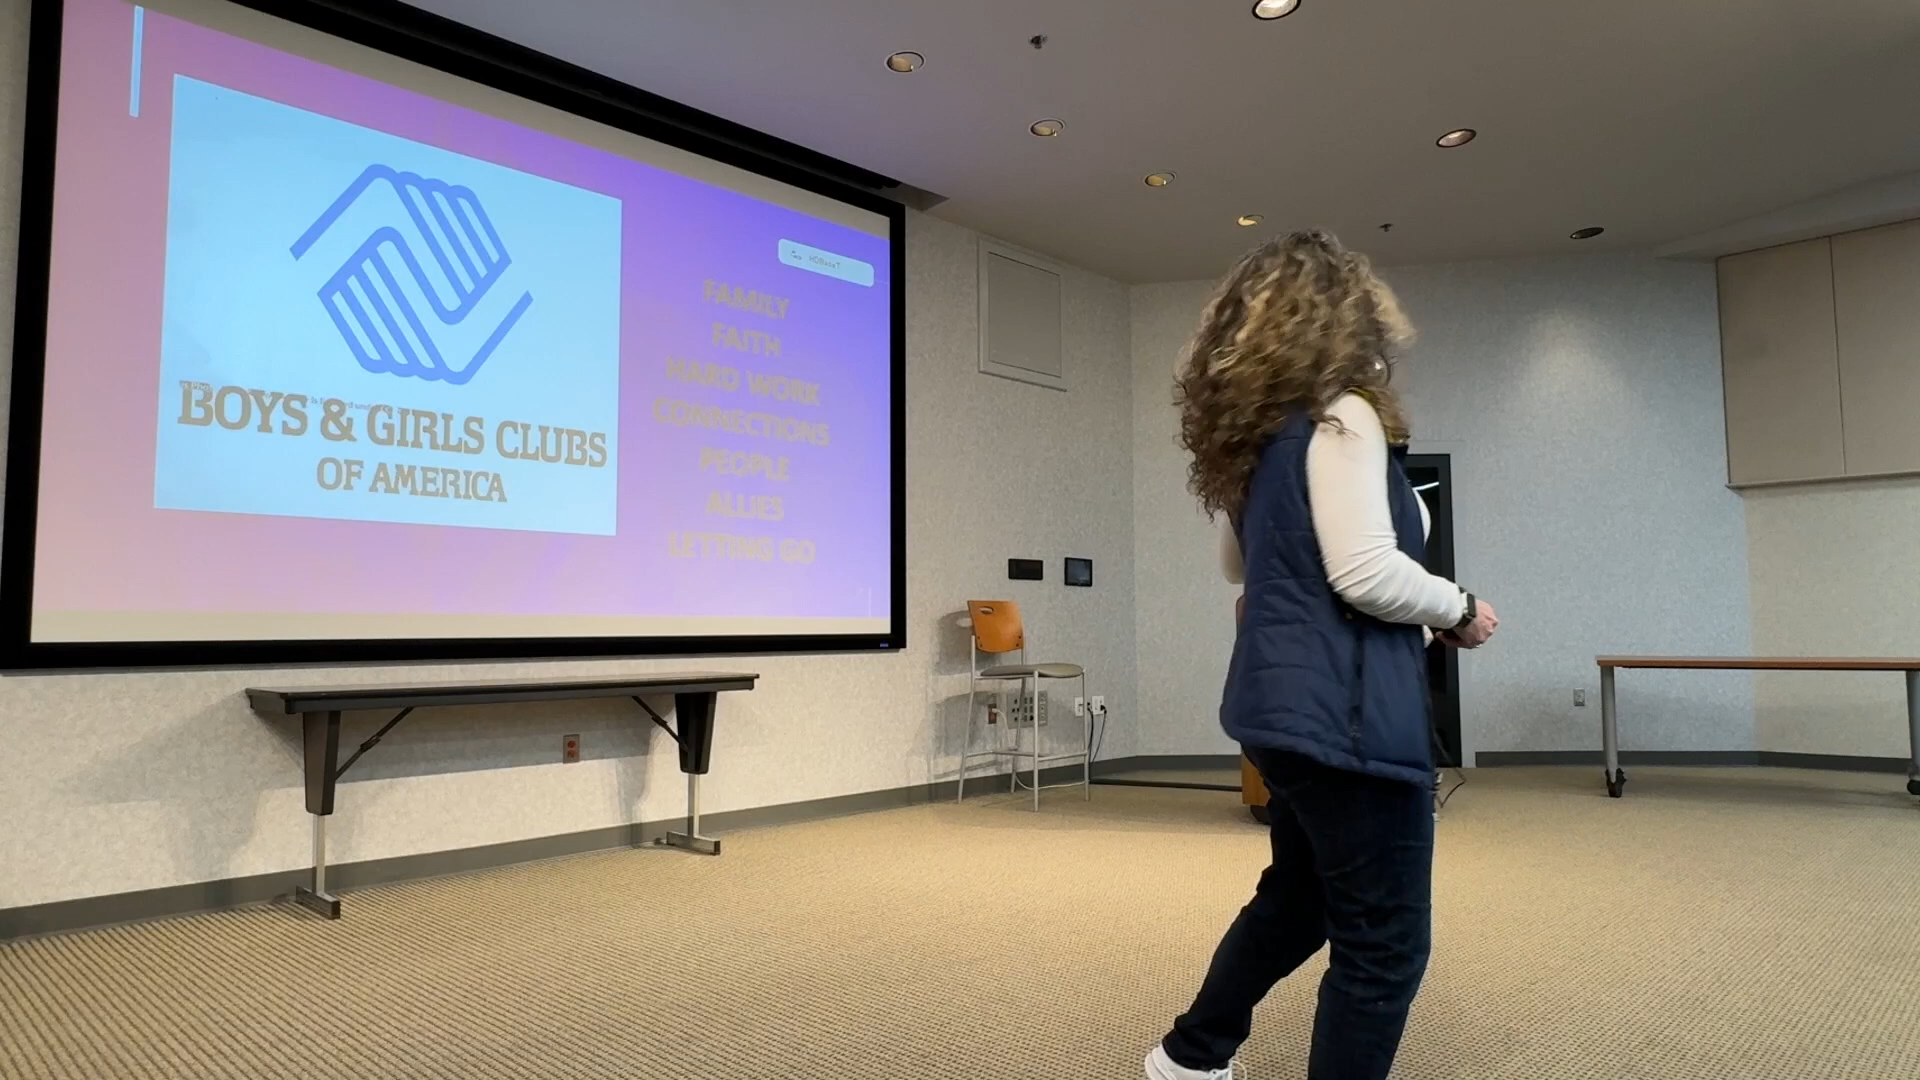 BOYS & GIRLS CLUBS
OF AMERICA
FAMILY
FAITH
HARD WORK
CONNECTIONS
PEOPLE
ALLIES
LETTING GO